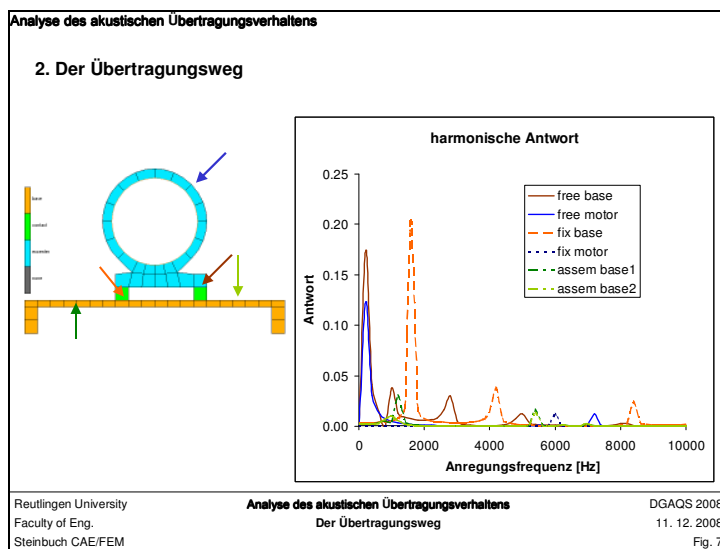 Analyse des akustischen Übertragungsverhaltens
2. Der Übertragungsweg
base
contact
harmonische Antwort
0.25
0.20
0.15
0.10
0.05
0.00
Antwort
free base
free motor
fix base
fix motor
assem base1
assem base2
0
2000
4000
6000
8000
10000
Anregungsfrequenz [Hz]
Reutlingen University
Analyse des akustischen Übertragungsverhaltens
DGAQS 2008
Faculty of Eng.
Der Übertragungsweg
11. 12. 2008
Steinbuch CAE/FEM
Fig. 7